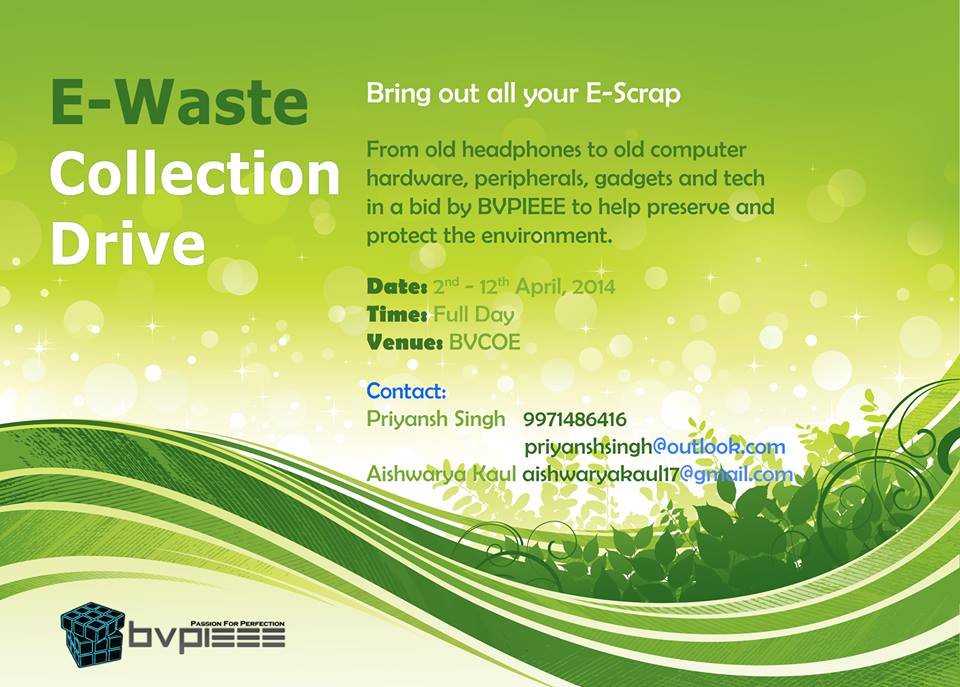 E-Waste
Collection
Drive
Bring out all your E-Scrap
From old headphones to old computer
hardware, peripherals, gadgets and tech
in a bid by BVPIEEE to help preserve and
protect the environment.
Date: 2nd - 12th April, 2014
Time: Full Day
Venue: BVCOE
Contact:
Priyansh Singh 9971486416
priyanshsingh@outlook.com
Aishwarya Kaul aishwaryakaul17@gmail.com
Passion For Perfection
bvpieee